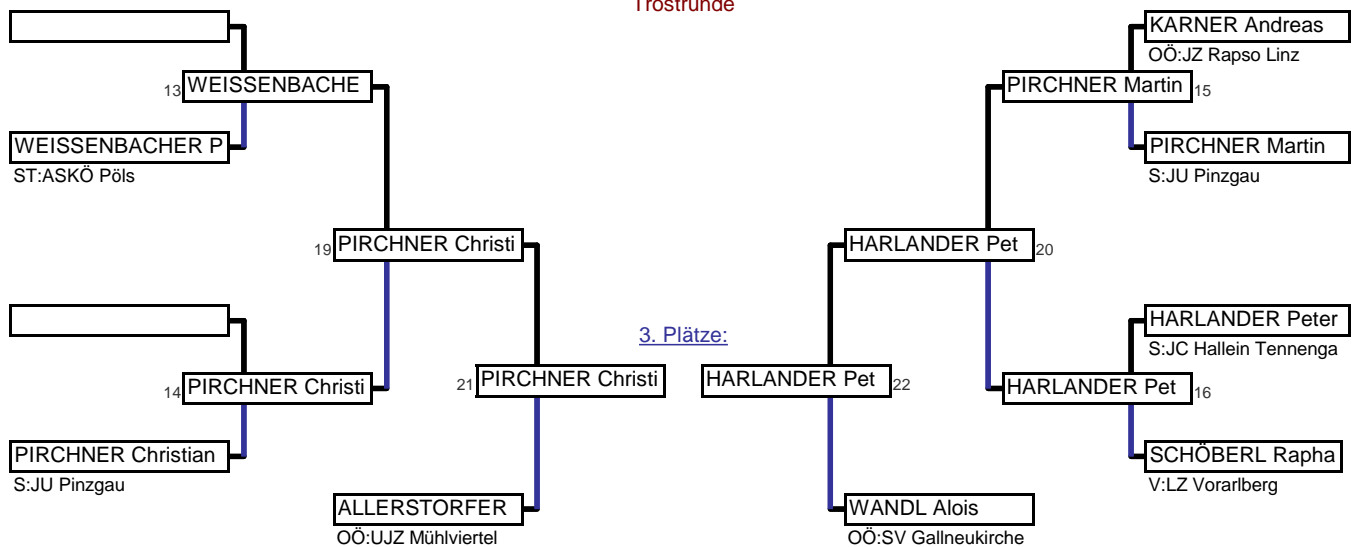 Trostrunde
KARNER Andreas
OÖ:JZ Rapso Linz
13 WEISSENBACHE
PIRCHNER Martin 15
WEISSENBACHER P
ST:ASKÖ Pöls
PIRCHNER Martin
S:JU Pinzgau
19 PIRCHNER Christi
HARLANDER Pet 20
HARLANDER Peter
S:JC Hallein Tennenga
3. Plätze:
14 PIRCHNER Christi
21 PIRCHNER Christi
HARLANDER Pet 22
HARLANDER Pet 16
PIRCHNER Christian
S:JU Pinzgau
SCHÖBERL Rapha
V:LZ Vorarlberg
ALLERSTORFER
OÖ:UJZ Mühlviertel
WANDL Alois
OÖ:SV Gallneukirche